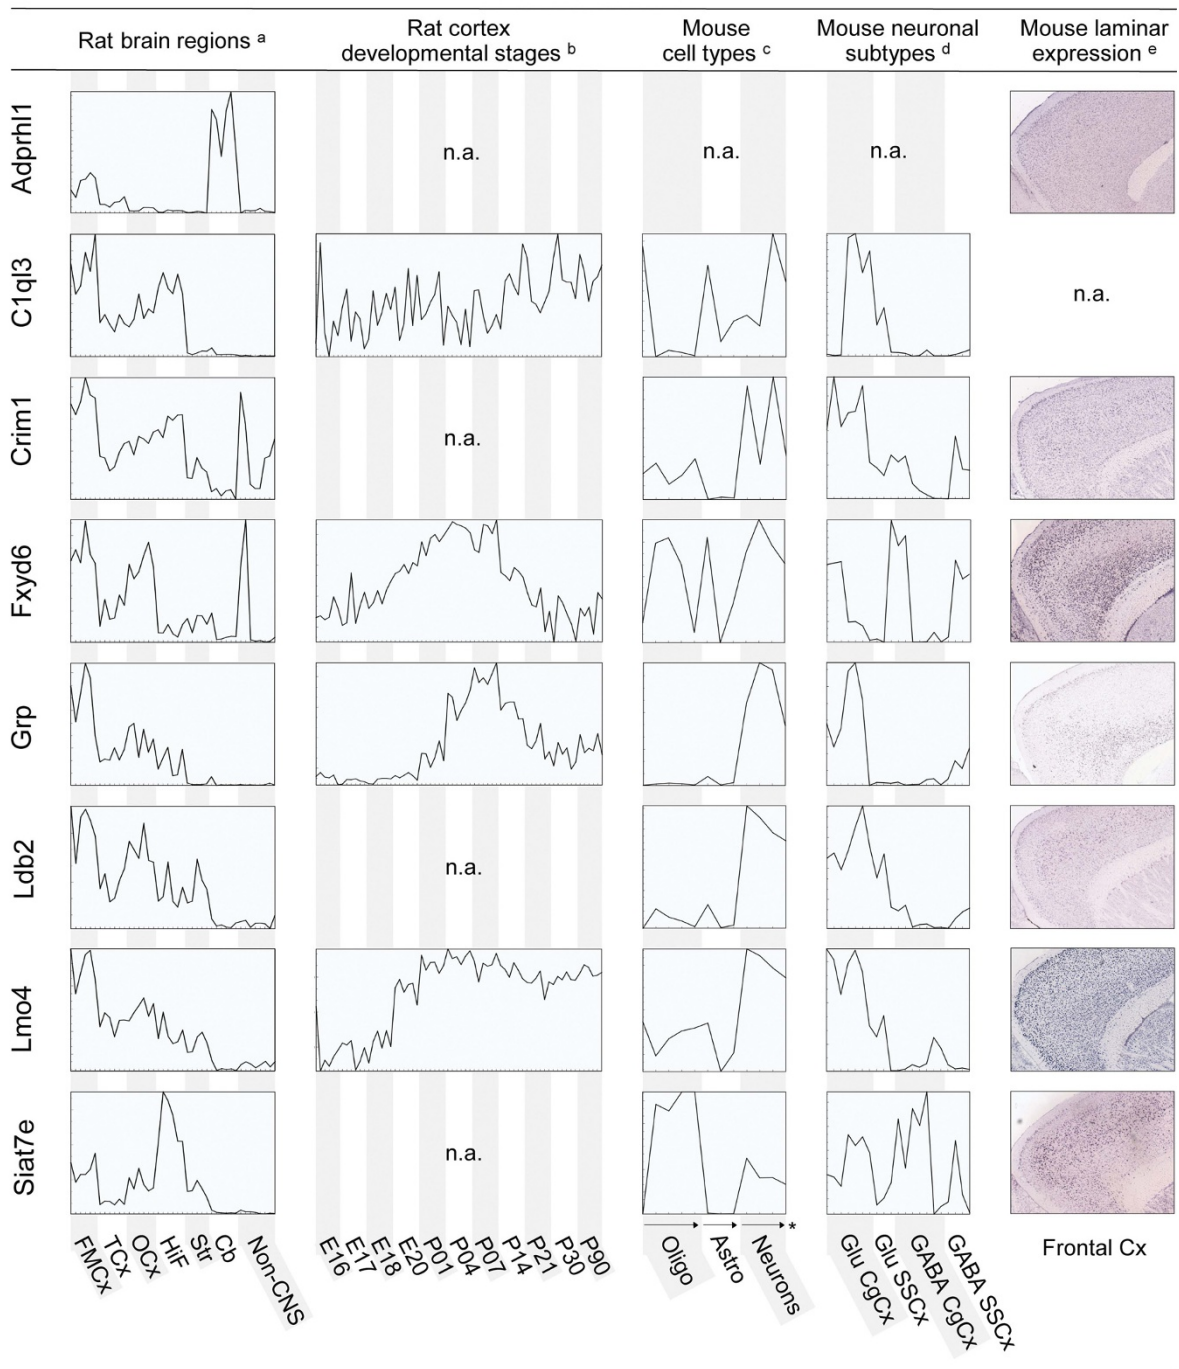 Rat brain regions a
Rat cortex
developmental stages b
Mouse
cell types c
Mouse neuronal
subtypes d
Mouse laminar
expression e
Adprhl1
n.a.
n.a.
n.a.
C1ql3
n.a.
Crim1
n.a.
Fxyd6
Grp
Ldb2
n.a.
Lmo4
Siat7e
n.a.
*
FMCx
TCx
OCx
HiF
Str
Cb
Non-CNS
E16
E17
E18
E20
P01
P04
P07
P14
P21
P30
P90
Oligo
Astro
Neurons
Glu CgCx
Glu SSCx
GABA CgCx
GABA SSCx
Frontal Cx